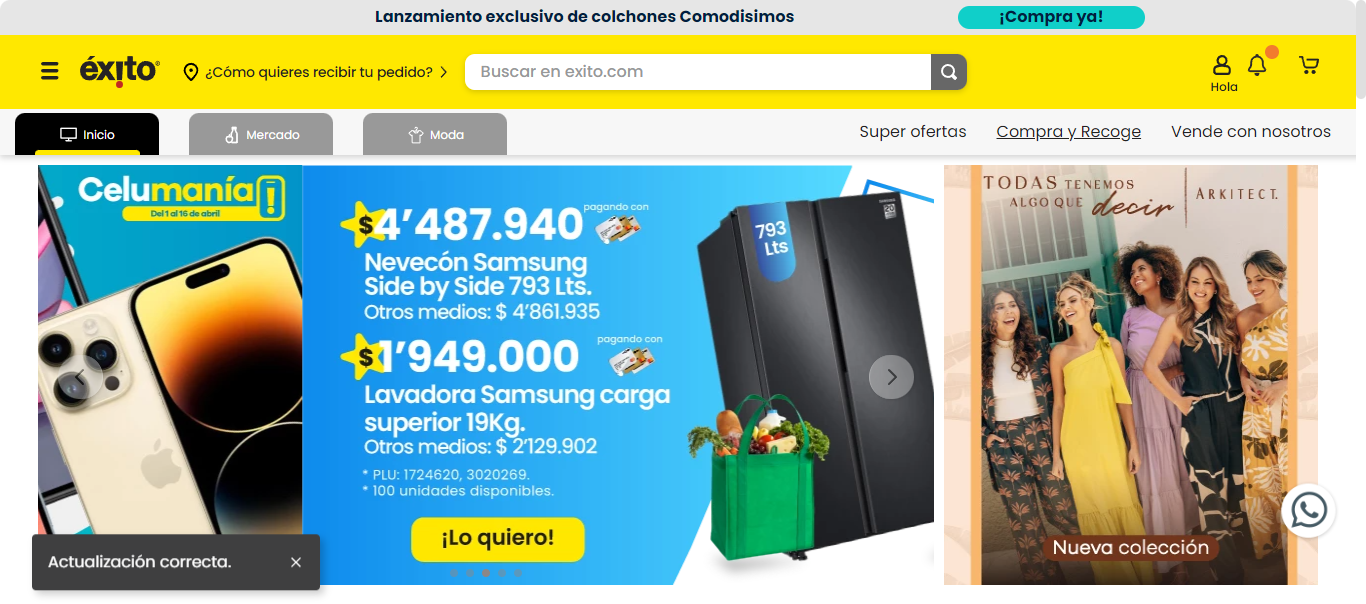 Lanzamiento exclusivo de colchones Comodisimos
¡Compra ya!
éxito
¿Cómo quieres recibir tu pedido?
Buscar en exito.com
Hola
Inicio
Mercado
Moda
Super ofertas
Compra y Recoge
Vende con nosotros
Celumanía
Del 1 al 16 de abril
$4’487.940
pagando con
Nevecón Samsung
Side by Side 793 Lts.
Otros medios: $ 4’861.935
$1’949.000
pagando con
Lavadora Samsung carga
superior 19Kg.
Otros medios: $ 2’129.902
* PLU: 1724620, 3020269.
* 100 unidades disponibles.
¡Lo quiero!
793
Lts
20
TODAS TENEMOS
ALGO QUE decir
ARKITECT.
Nueva colección
Actualización correcta.